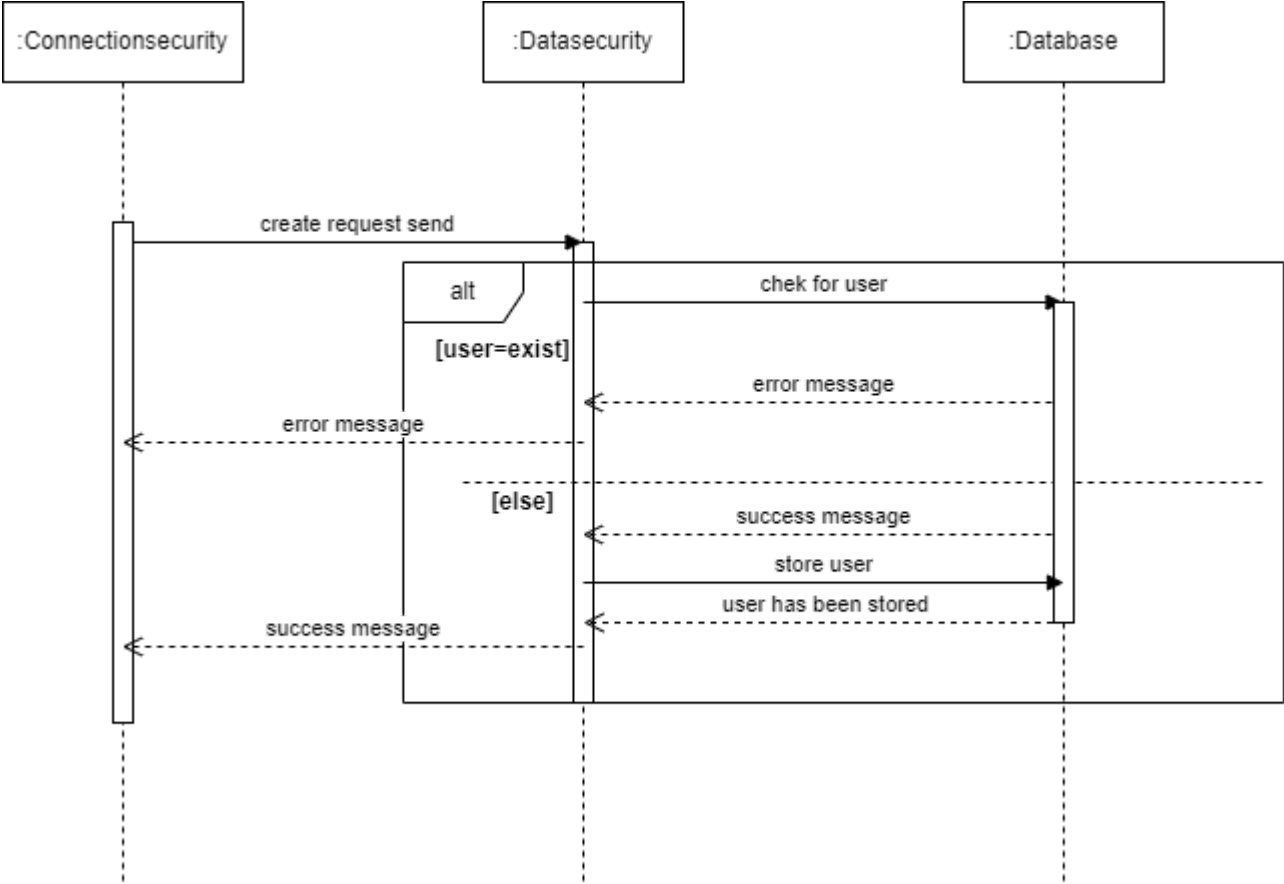 :Connectionsecurity
:Datasecurity
:Database
create request send
alt
chek for user
[user=exist]
error message
error message
[else]
success message
store user
user has been stored
success message